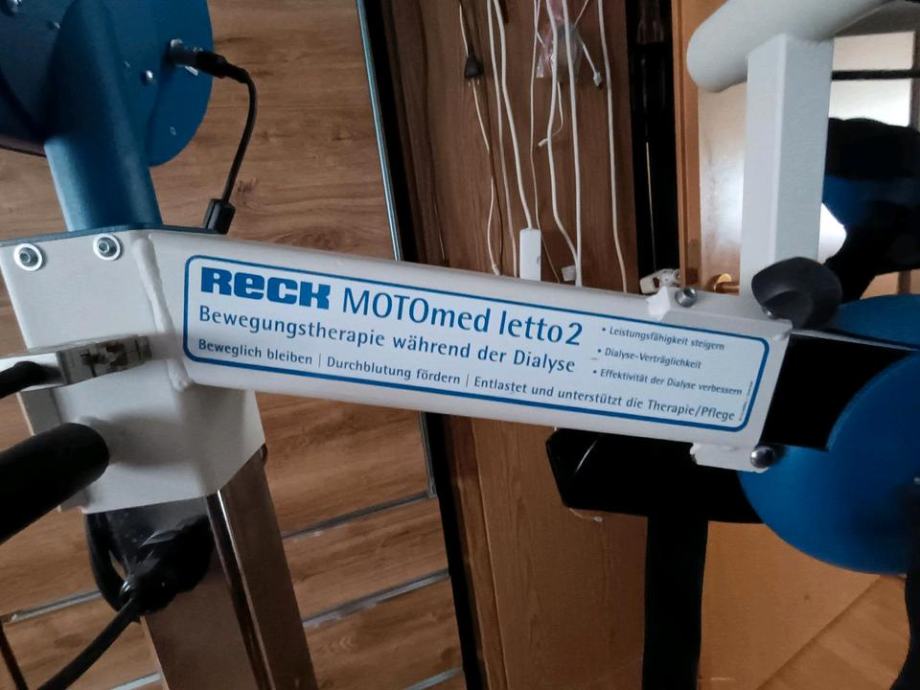 RECK MOTOmed letto2
Bewegungstherapie während der Dialyse
Beweglich bleiben | Durchblutung fördern | Entlastet und unterstützt die Therapie/Pflege
• Leistungsfähigkeit steigern
• Dialyse-Verträglichkeit
• Effektivität der Dialyse verbessern